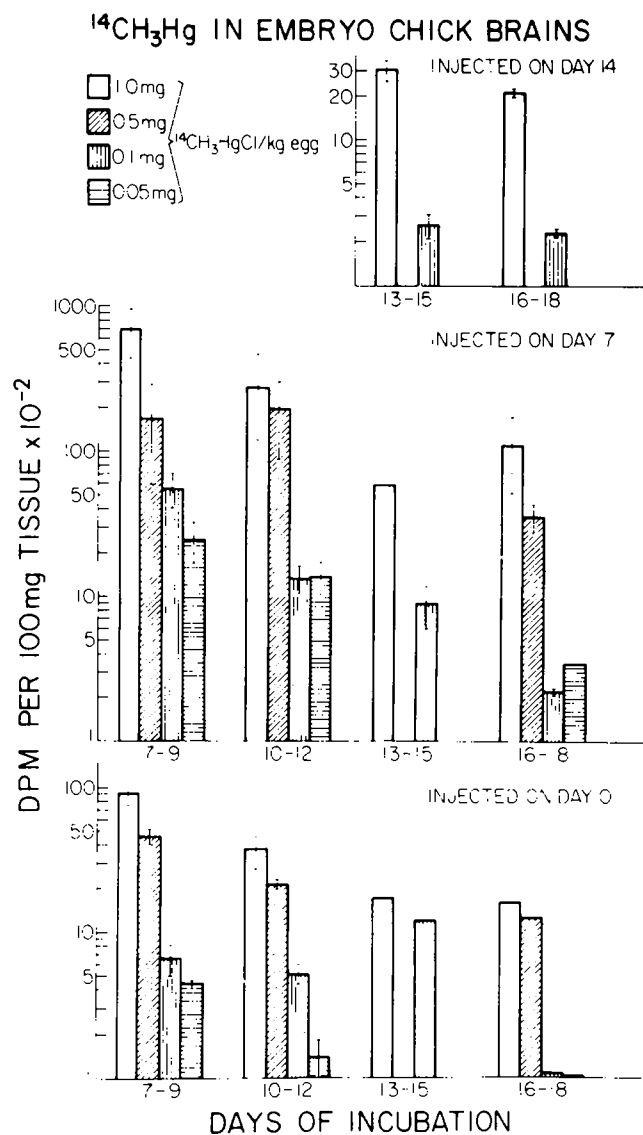 ¹⁴CH₃Hg IN EMBRYO CHICK BRAINS
INJECTED ON DAY 14
1.0mg
0.5mg
0.1mg
0.05mg
¹⁴CH₃HgCl/kg egg
30
20
10
5
13-15
16-18
INJECTED ON DAY 7
1000
500
100
50
10
5
1
7-9
10-12
13-15
16-18
DPM PER 100mg TISSUE x10⁻²
INJECTED ON DAY 0
100
50
10
5
1
7-9
10-12
13-15
16-18
DAYS OF INCUBATION